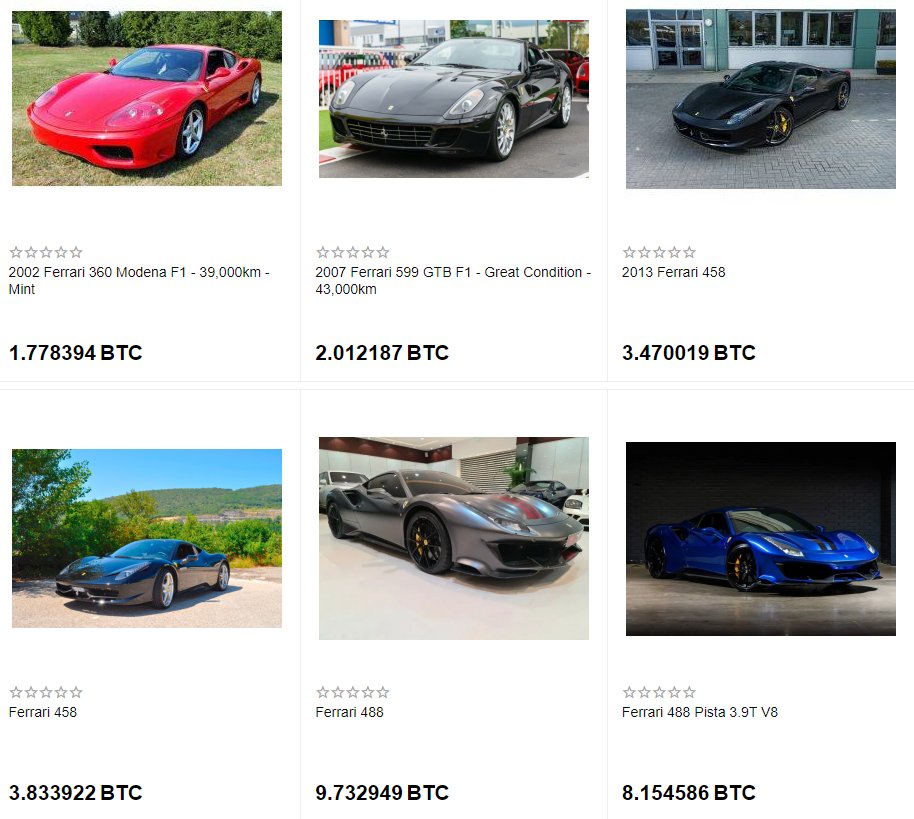 ☆☆☆☆☆
2002 Ferrari 360 Modena F1 - 39,000km -
Mint
1.778394 BTC
☆☆☆☆☆
2007 Ferrari 599 GTB F1 - Great Condition -
43,000km
2.012187 BTC
☆☆☆☆☆
2013 Ferrari 458
3.470019 BTC
☆☆☆☆☆
Ferrari 458
3.833922 BTC
☆☆☆☆☆
Ferrari 488
9.732949 BTC
☆☆☆☆☆
Ferrari 488 Pista 3.9T V8
8.154586 BTC